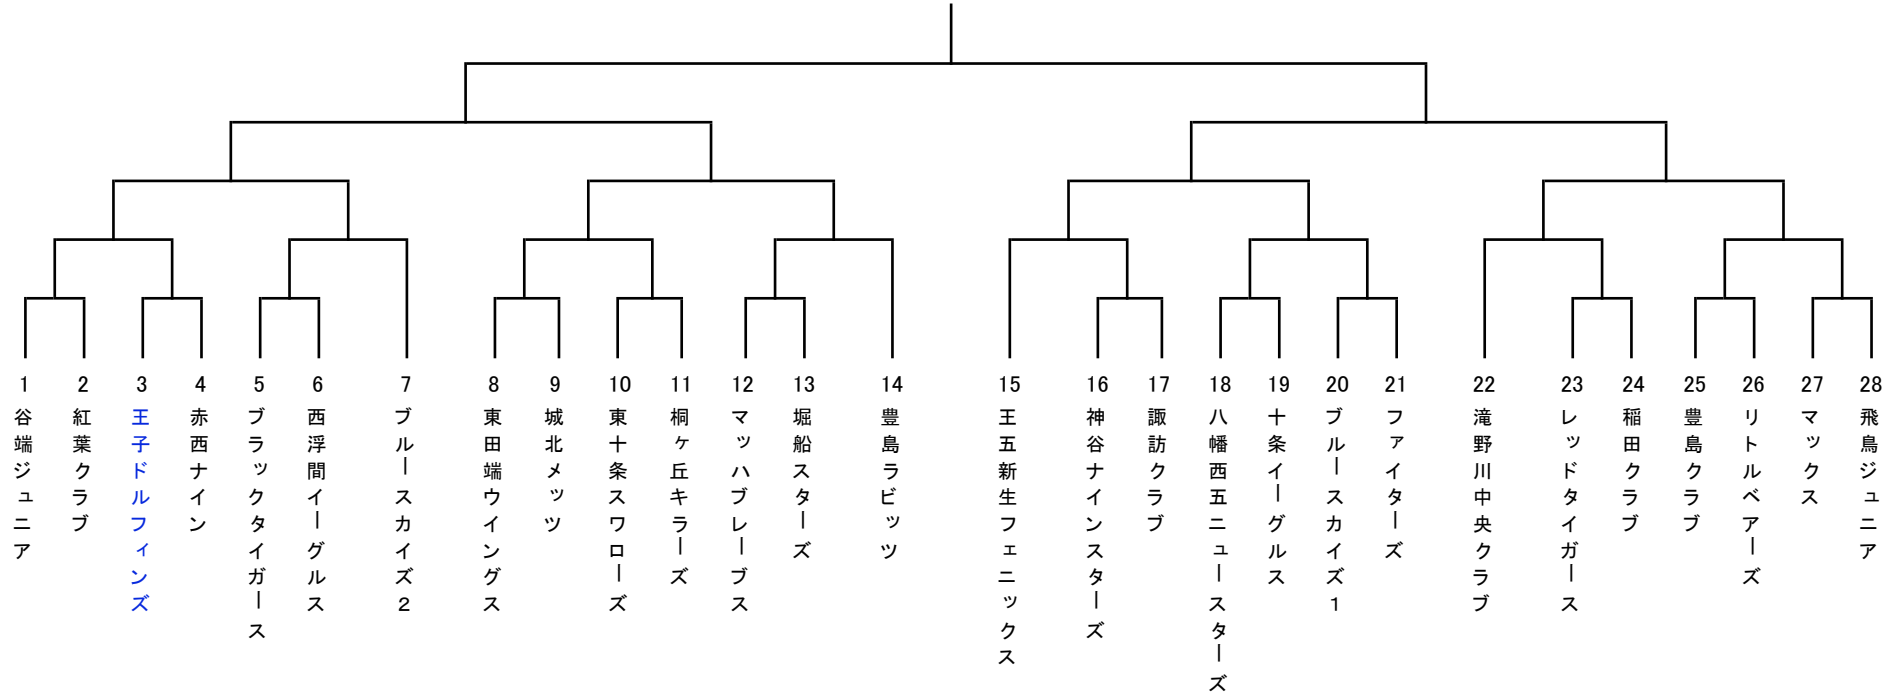 1 谷端ジュニア
2 紅葉クラブ
3 王子ドルフィンズ
4 赤西ナイン
5 ブラックタイガース
6 西浮間イーグルス
7 ブルースカイズ2
8 東田端ウイングス
9 城北メッツ
10 東十条スワローズ
11 桐ヶ丘キラーズ
12 マッハブレーブス
13 堀船スターズ
14 豊島ラビッツ
15 王五新生フェニックス
16 神谷ナインスターズ
17 諏訪クラブ
18 八幡西五ニュースターズ
19 十条イーグルス
20 ブルースカイズ1
21 ファイターズ
22 滝野川中央クラブ
23 レッドタイガース
24 稲田クラブ
25 豊島クラブ
26 リトルベアーズ
27 マックス
28 飛鳥ジュニア